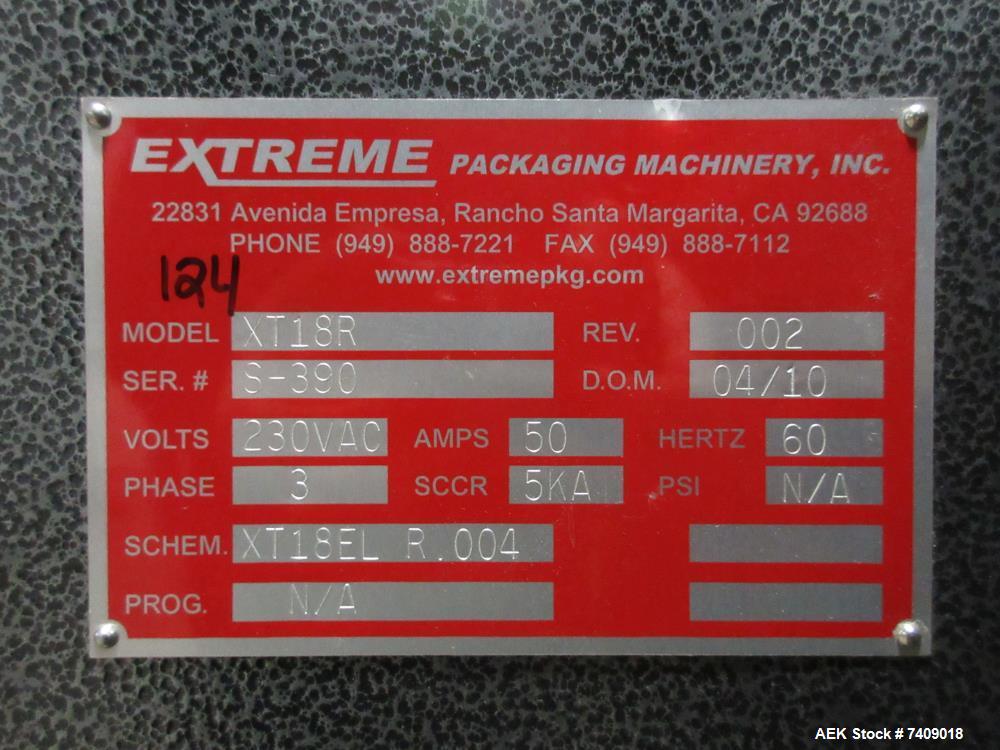 EXTREME PACKAGING MACHINERY, INC.
22831 Avenida Empresa, Rancho Santa Margarita, CA 92688
PHONE (949) 888-7221 FAX (949) 888-7112
www.extremepkg.com
124
MODEL XT18R REV. 002
SER. # S-390 D.O.M. 04/10
VOLTS 230VAC AMPS 50 HERTZ 60
PHASE 3 SCCR 5KA PSI N/A
SCHEM. XT18EL R.004
PROG. N/A
AEK Stock # 7409018